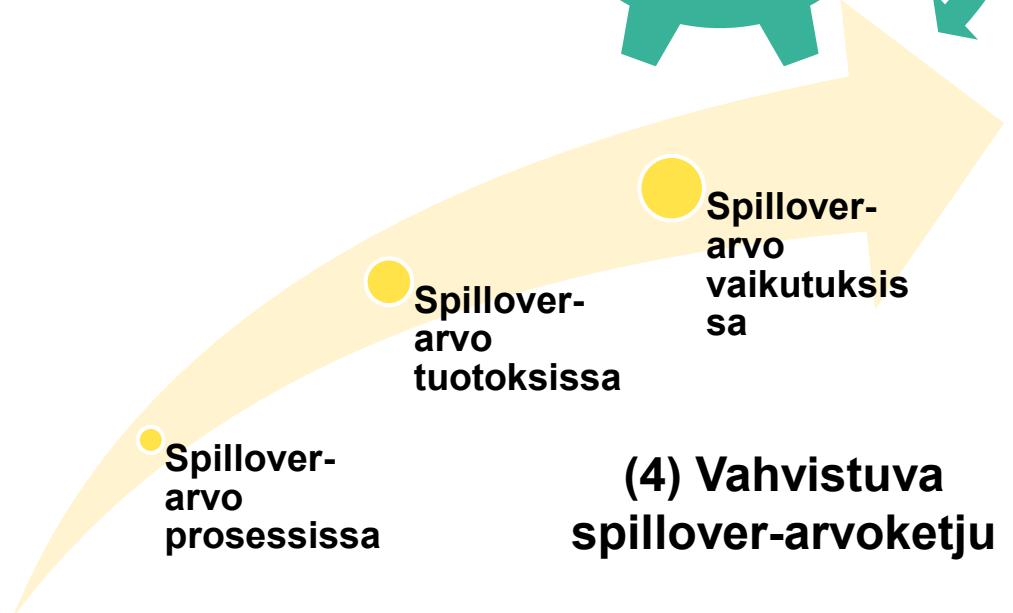 Spillover-
arvo
vaikutuksis
sa
Spillover-
arvo
tuotoksissa
Spillover-
arvo
prosessissa
(4) Vahvistuva
spillover-arvoketju